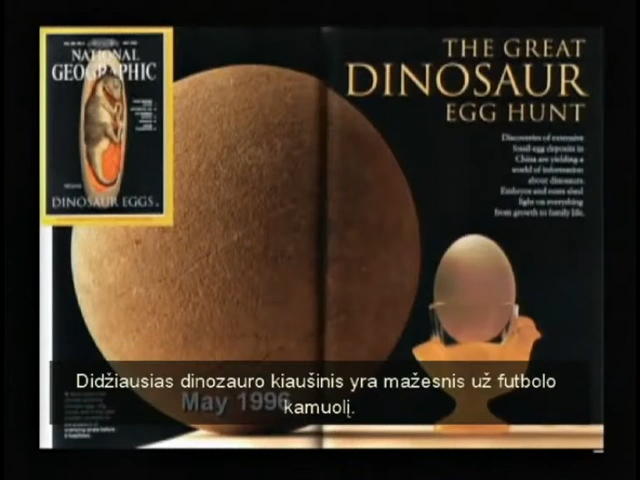 NATIONAL
GEOGRAPHIC
DINOSAUR EGGS
THE GREAT
DINOSAUR
EGG HUNT
Discoveries of extensive
fossil egg deposits in
China are yielding a
world of information
about dinosaurs.
Embryos and nests shed
light on everything
from growth to family life.
May 1996
Didžiausias dinozauro kiaušinis yra mažesnis už futbolo
kamuolį.